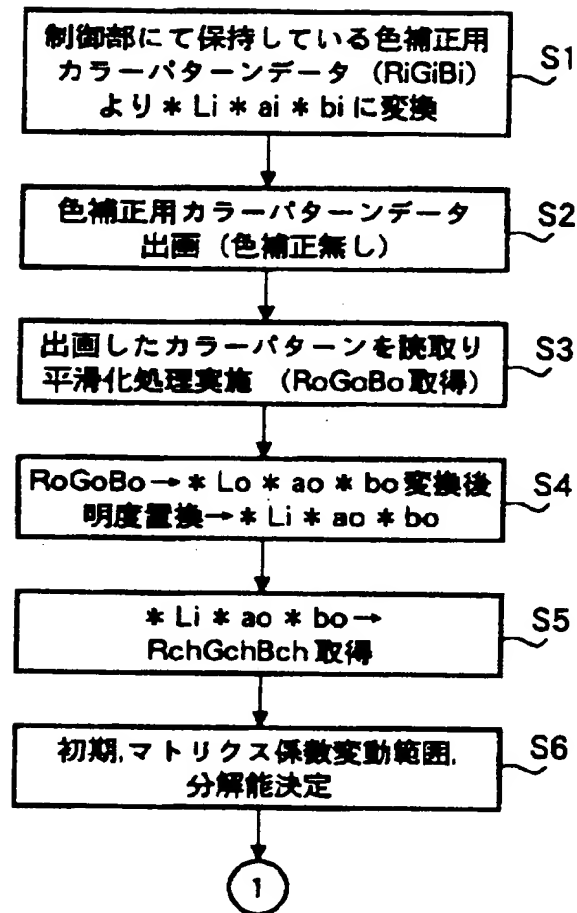 制御部にて保持している色補正用
カラーパターンデータ（RiGiBi）
より＊Li＊ai＊biに変換
S1
色補正用カラーパターンデータ
出画（色補正無し）
S2
出画したカラーパターンを読取り
平滑化処理実施（RoGoBo取得）
S3
RoGoBo→＊Lo＊ao＊bo変換後
明度置換→＊Li＊ao＊bo
S4
＊Li＊ao＊bo→
RchGchBch取得
S5
初期,マトリクス係数変動範囲,
分解能決定
S6
1